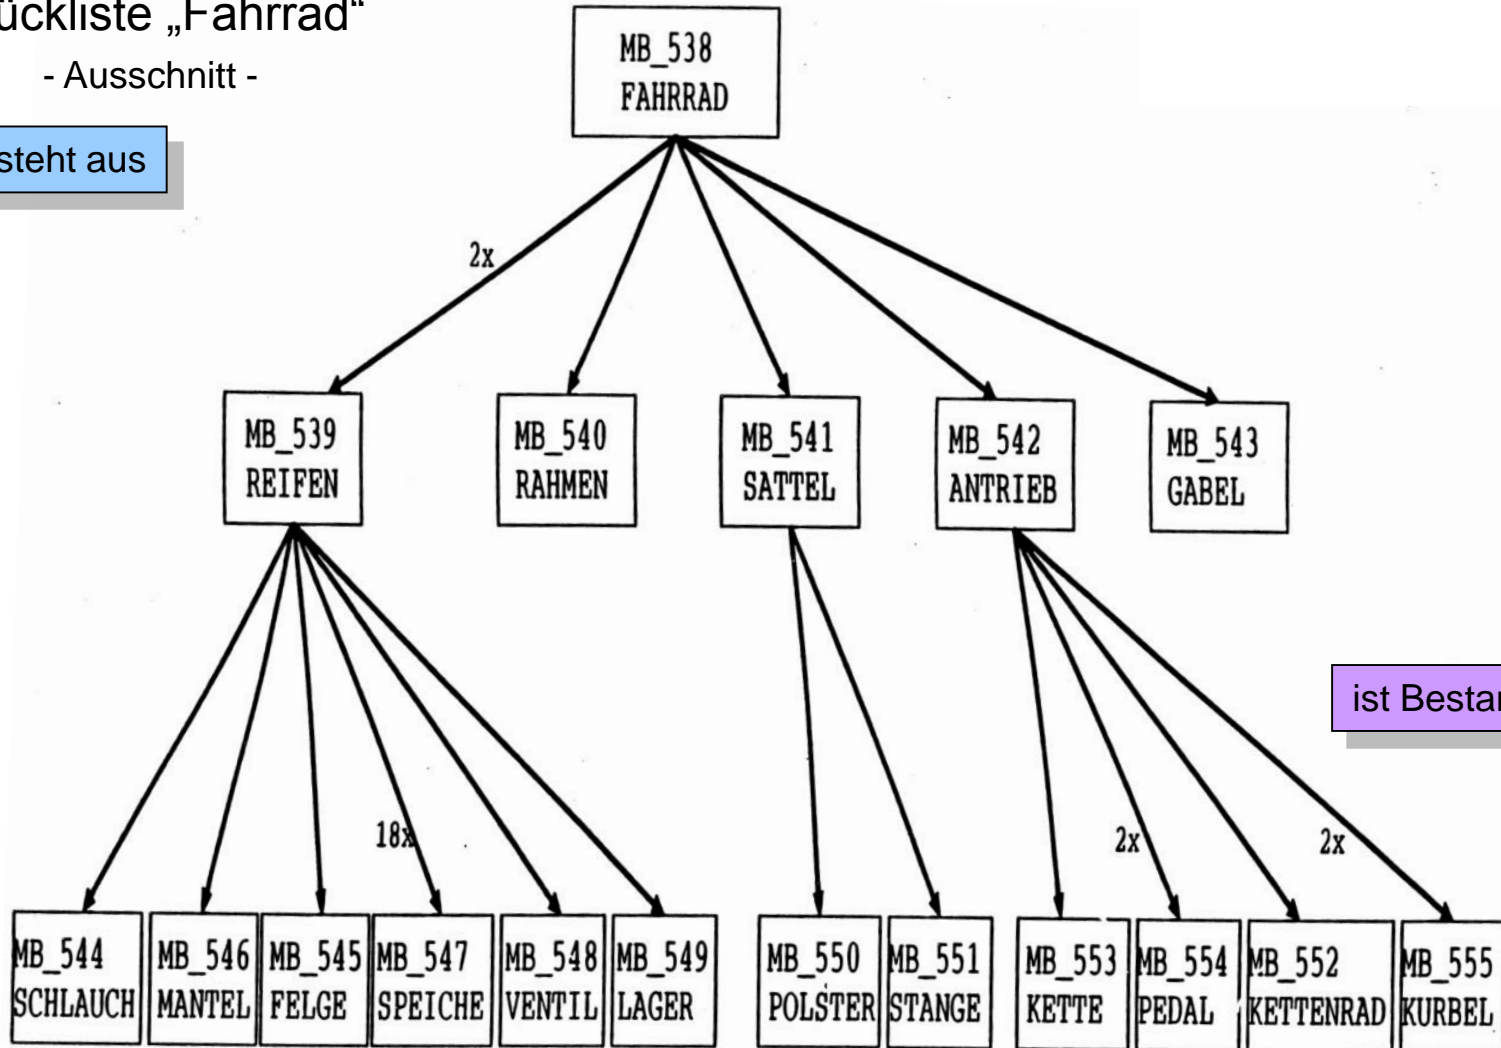 ückliste „Fahrrad“
- Ausschnitt -
steht aus
MB_538
FAHRRAD
2x
MB_539
REIFEN
MB_540
RAHMEN
MB_541
SATTEL
MB_542
ANTRIEB
MB_543
GABEL
ist Bestan
18x
2x
2x
MB_544
SCHLAUCH
MB_546
MANTEL
MB_545
FELGE
MB_547
SPEICHE
MB_548
VENTIL
MB_549
LAGER
MB_550
POLSTER
MB_551
STANGE
MB_553
KETTE
MB_554
PEDAL
MB_552
KETTENRAD
MB_555
KURBEL